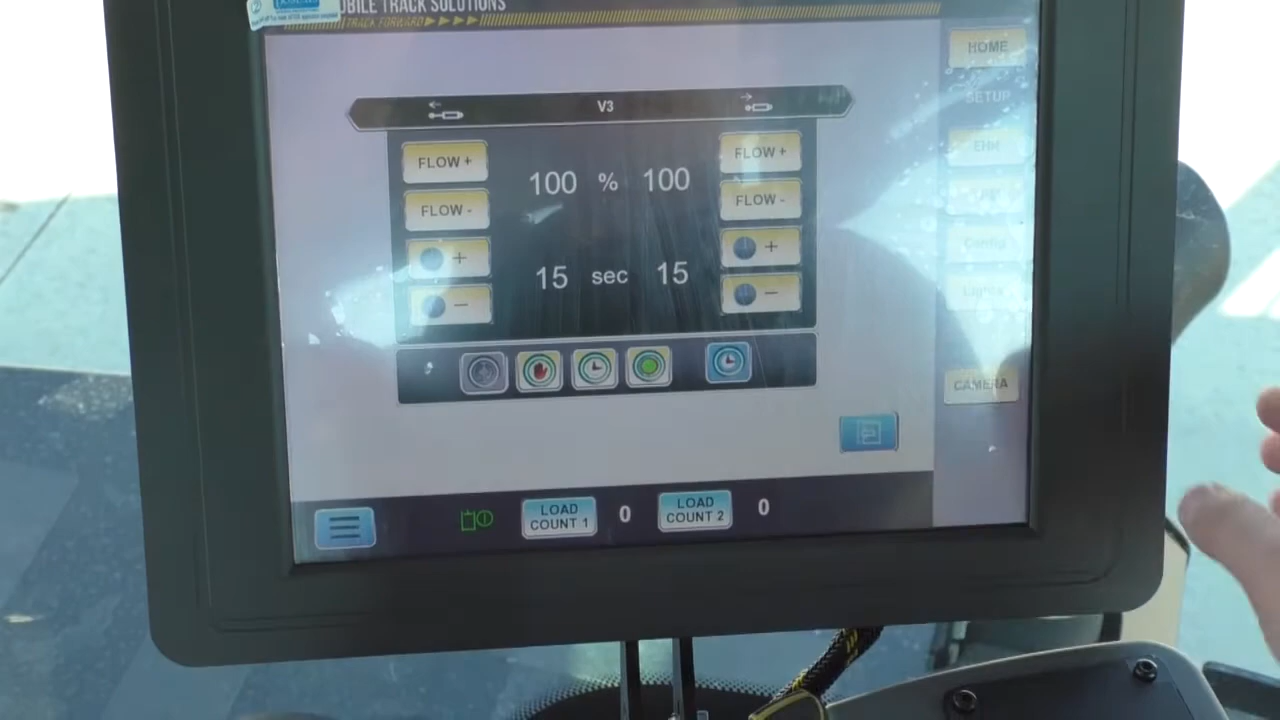 OBILE TRACK SOLUTIONS
TRACK FORWARD
HOME
SETUP
V3
FLOW +
100 % 100
FLOW +
EHM
FLOW -
FLOW -
+
15 sec 15
+
Config
−
−
Lights
CAMERA
LOAD COUNT 1
0
LOAD COUNT 2
0